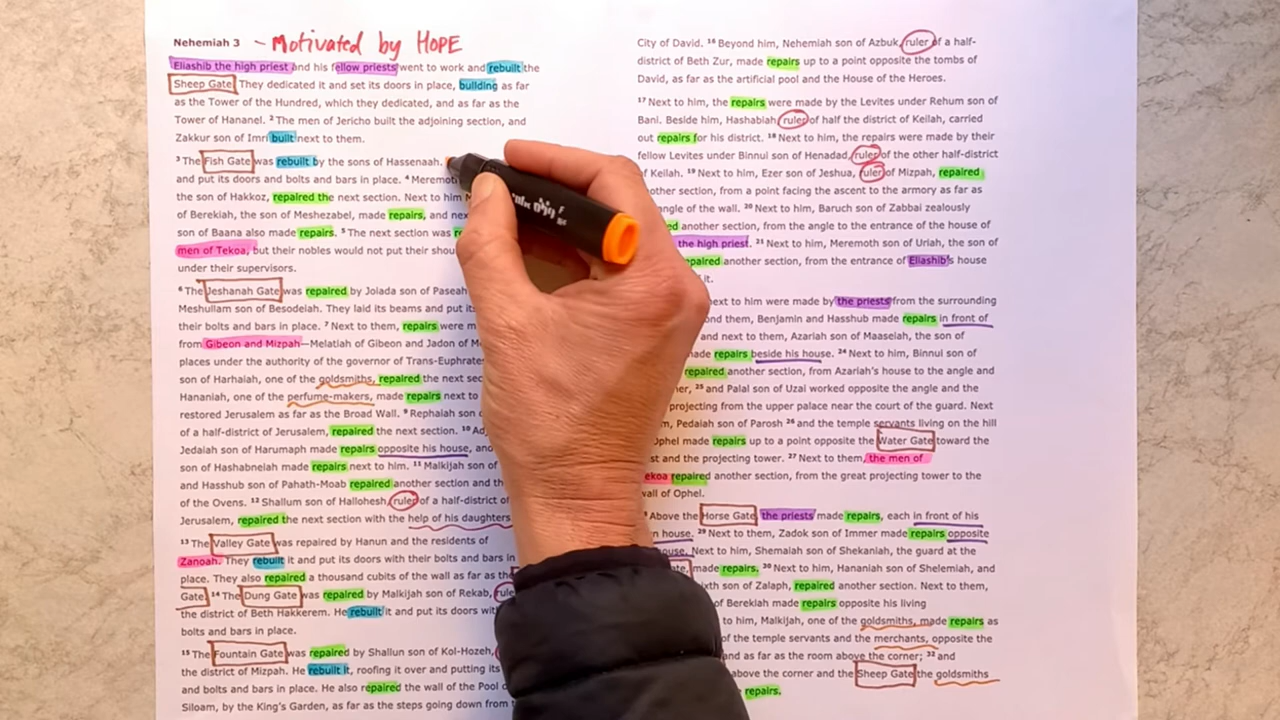 Nehemiah 3 - Motivated by HOPE
Eliashib the high priest and his fellow priests went to work and rebuilt the
Sheep Gate. They dedicated it and set its doors in place, building as far
as the Tower of the Hundred, which they dedicated, and as far as the
Tower of Hananel. 2 The men of Jericho built the adjoining section, and
Zakkur son of Imri built next to them.
3 The Fish Gate was rebuilt by the sons of Hassenaah.
and put its doors and bolts and bars in place. 4 Meremot
the son of Hakkoz, repaired the next section. Next to him M
of Berekiah, the son of Meshezabel, made repairs, and nex
son of Baana also made repairs. 5 The next section was re
men of Tekoa, but their nobles would not put their shou
under their supervisors.
6 The Jeshanah Gate was repaired by Joiada son of Paseah
Meshullam son of Besodeiah. They laid its beams and put its
their bolts and bars in place. 7 Next to them, repairs were m
from Gibeon and Mizpah—Melatiah of Gibeon and Jadon of Me
places under the authority of the governor of Trans-Euphrates
son of Harhaiah, one of the goldsmiths, repaired the next sec
Hananiah, one of the perfume-makers, made repairs next to
restored Jerusalem as far as the Broad Wall. 9 Rephaiah son
of a half-district of Jerusalem, repaired the next section. 10 Adj
Jedaiah son of Harumaph made repairs opposite his house, and
son of Hashabneiah made repairs next to him. 11 Malkijah son of
and Hasshub son of Pahath-Moab repaired another section and the
of the Ovens. 12 Shallum son of Hallohesh, ruler of a half-district of
Jerusalem, repaired the next section with the help of his daughters
13 The Valley Gate was repaired by Hanun and the residents of
Zanoah. They rebuilt it and put its doors with their bolts and bars in
place. They also repaired a thousand cubits of the wall as far as the
Gate. 14 The Dung Gate was repaired by Malkijah son of Rekab, rule
the district of Beth Hakkerem. He rebuilt it and put its doors wit
bolts and bars in place.
15 The Fountain Gate was repaired by Shallun son of Kol-Hozeh,
the district of Mizpah. He rebuilt it, roofing it over and putting its
and bolts and bars in place. He also repaired the wall of the Pool o
Siloam, by the King's Garden, as far as the steps going down from t
City of David. 16 Beyond him, Nehemiah son of Azbuk, ruler of a half-
district of Beth Zur, made repairs up to a point opposite the tombs of
David, as far as the artificial pool and the House of the Heroes.
17 Next to him, the repairs were made by the Levites under Rehum son of
Bani. Beside him, Hashabiah, ruler of half the district of Keilah, carried
out repairs for his district. 18 Next to him, the repairs were made by their
fellow Levites under Binnui son of Henadad, ruler of the other half-district
of Keilah. 19 Next to him, Ezer son of Jeshua, ruler of Mizpah, repaired
another section, from a point facing the ascent to the armory as far as
angle of the wall. 20 Next to him, Baruch son of Zabbai zealously
ed another section, from the angle to the entrance of the house of
the high priest. 21 Next to him, Meremoth son of Uriah, the son of
repaired another section, from the entrance of Eliashib's house
it.
ext to him were made by the priests from the surrounding
ond them, Benjamin and Hasshub made repairs in front of
and next to them, Azariah son of Maaseiah, the son of
made repairs beside his house. 24 Next to him, Binnui son of
repaired another section, from Azariah's house to the angle and
ner, 25 and Palal son of Uzai worked opposite the angle and the
projecting from the upper palace near the court of the guard. Next
m, Pedaiah son of Parosh 26 and the temple servants living on the hill
Ophel made repairs up to a point opposite the Water Gate toward the
st and the projecting tower. 27 Next to them, the men of
ekoa repaired another section, from the great projecting tower to the
wall of Ophel.
Above the Horse Gate, the priests made repairs, each in front of his
n house. 29 Next to them, Zadok son of Immer made repairs opposite
house. Next to him, Shemaiah son of Shekaniah, the guard at the
ate, made repairs. 30 Next to him, Hananiah son of Shelemiah, and
ixth son of Zalaph, repaired another section. Next to them,
of Berekiah made repairs opposite his living
to him, Malkijah, one of the goldsmiths, made repairs as
of the temple servants and the merchants, opposite the
and as far as the room above the corner; 32 and
above the corner and the Sheep Gate the goldsmiths
repairs.